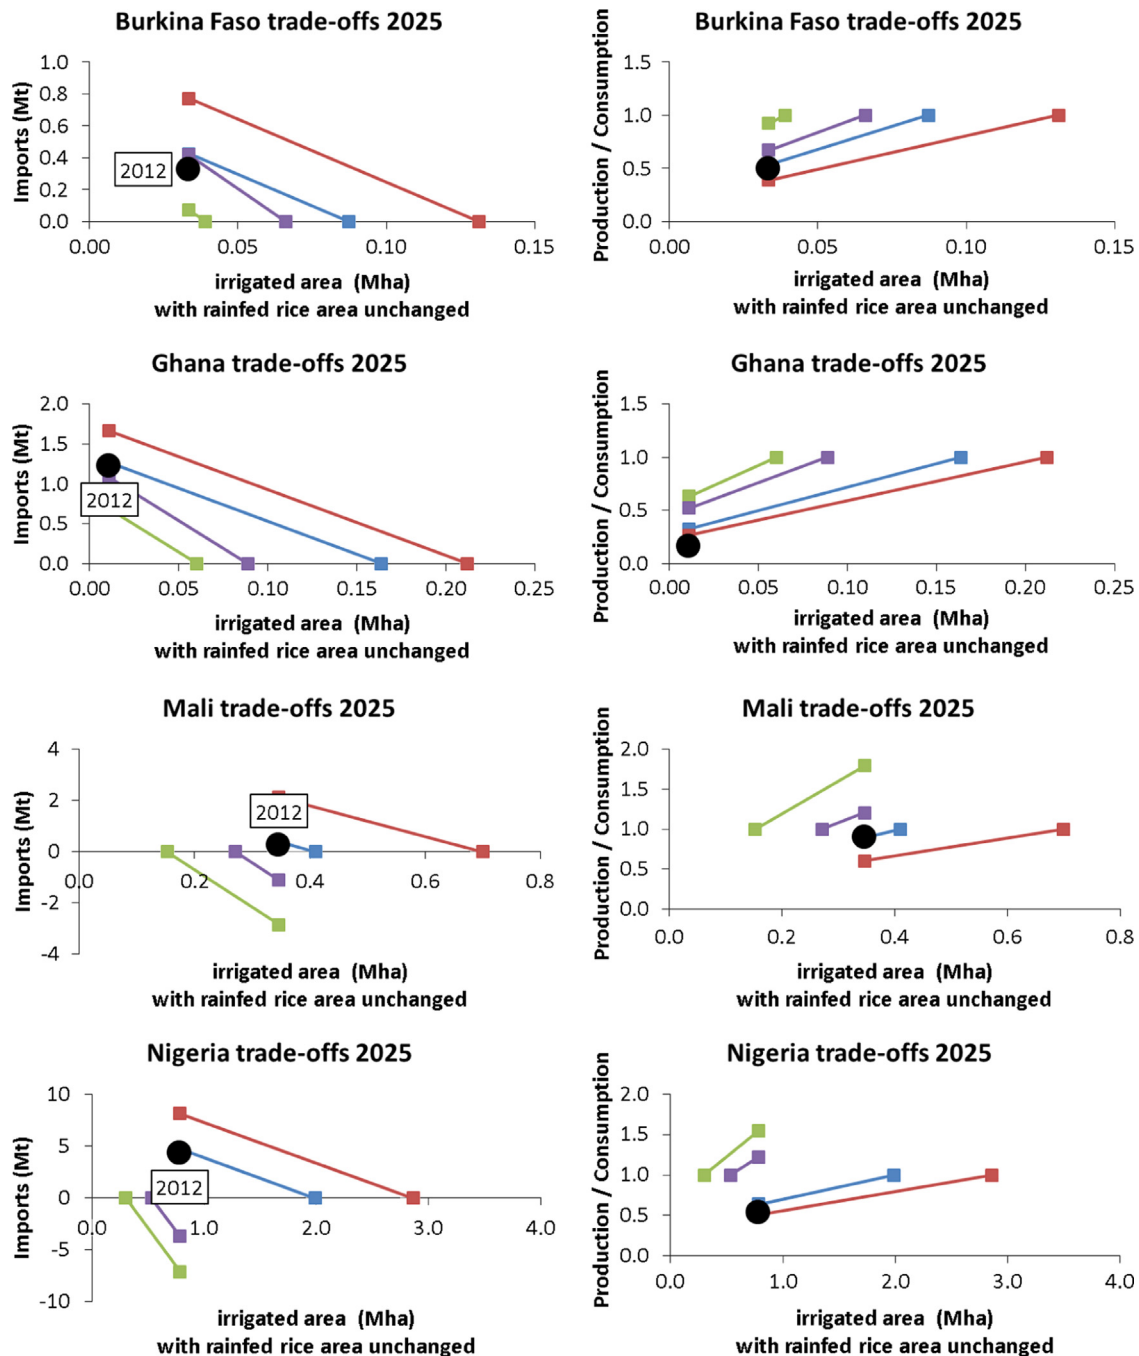 Burkina Faso trade-offs 2025
Imports (Mt)
1.0
0.8
0.6
0.4
0.2
0.0
2012
0.00 0.05 0.10 0.15
irrigated area (Mha)
with rainfed rice area unchanged
Burkina Faso trade-offs 2025
Production / Consumption
1.5
1.0
0.5
0.0
0.00 0.05 0.10 0.15
irrigated area (Mha)
with rainfed rice area unchanged
Ghana trade-offs 2025
Imports (Mt)
2.0
1.5
1.0
0.5
0.0
2012
0.00 0.05 0.10 0.15 0.20 0.25
irrigated area (Mha)
with rainfed rice area unchanged
Ghana trade-offs 2025
Production / Consumption
1.5
1.0
0.5
0.0
0.00 0.05 0.10 0.15 0.20 0.25
irrigated area (Mha)
with rainfed rice area unchanged
Mali trade-offs 2025
Imports (Mt)
4
2
0
-2
-4
2012
0.0 0.2 0.4 0.6 0.8
irrigated area (Mha)
with rainfed rice area unchanged
Mali trade-offs 2025
Production / Consumption
2.0
1.5
1.0
0.5
0.0
0.0 0.2 0.4 0.6 0.8
irrigated area (Mha)
with rainfed rice area unchanged
Nigeria trade-offs 2025
Imports (Mt)
10
5
0
-5
-10
2012
0.0 1.0 2.0 3.0 4.0
irrigated area (Mha)
with rainfed rice area unchanged
Nigeria trade-offs 2025
Production / Consumption
2.0
1.5
1.0
0.5
0.0
0.0 1.0 2.0 3.0 4.0
irrigated area (Mha)
with rainfed rice area unchanged